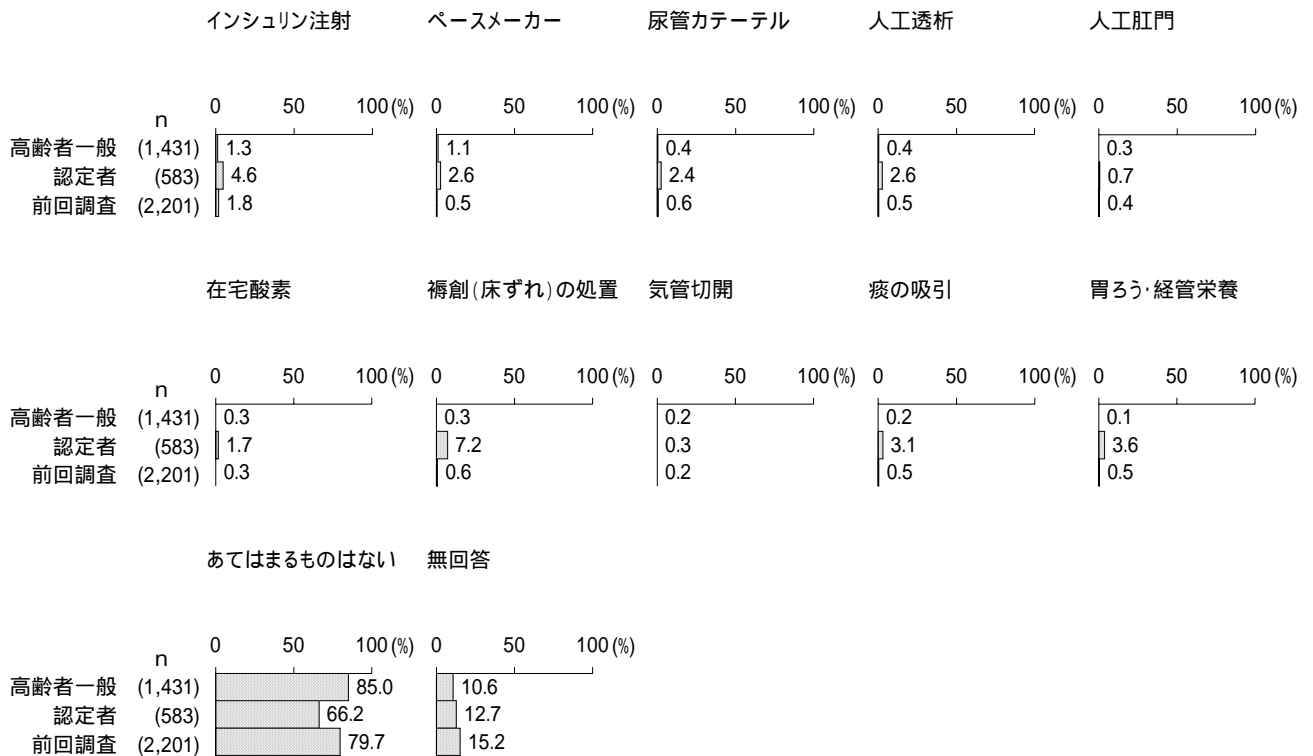 インシュリン注射 ペースメーカー 尿管カテーテル 人工透析 人工肛門
0 50 100(%) 0 50 100(%) 0 50 100(%) 0 50 100(%) 0 50 100(%)
n
高齢者一般 (1,431) 1.3 1.1 0.4 0.4 0.3
認定者 (583) 4.6 2.6 2.4 2.6 0.7
前回調査 (2,201) 1.8 0.5 0.6 0.5 0.4
在宅酸素 褥創(床ずれ)の処置 気管切開 痰の吸引 胃ろう・経管栄養
0 50 100(%) 0 50 100(%) 0 50 100(%) 0 50 100(%) 0 50 100(%)
n
高齢者一般 (1,431) 0.3 0.3 0.2 0.2 0.1
認定者 (583) 1.7 7.2 0.3 3.1 3.6
前回調査 (2,201) 0.3 0.6 0.2 0.5 0.5
あてはまるものはない 無回答
0 50 100(%) 0 50 100(%)
n
高齢者一般 (1,431) 85.0 10.6
認定者 (583) 66.2 12.7
前回調査 (2,201) 79.7 15.2